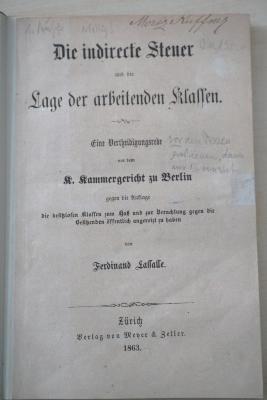 Die indirecte Steuer
und die
Lage der arbeitenden Klassen.
Eine Vertheidigungsrede
vor dem
K. Kammergericht zu Berlin
gegen die Anklage
die besitzlosen Klassen zum Haß und zur Verachtung gegen die
Besitzenden öffentlich angereizt zu haben
von
Ferdinand Lassalle.
Zürich
Verlag von Meyer & Zeller.
1863.